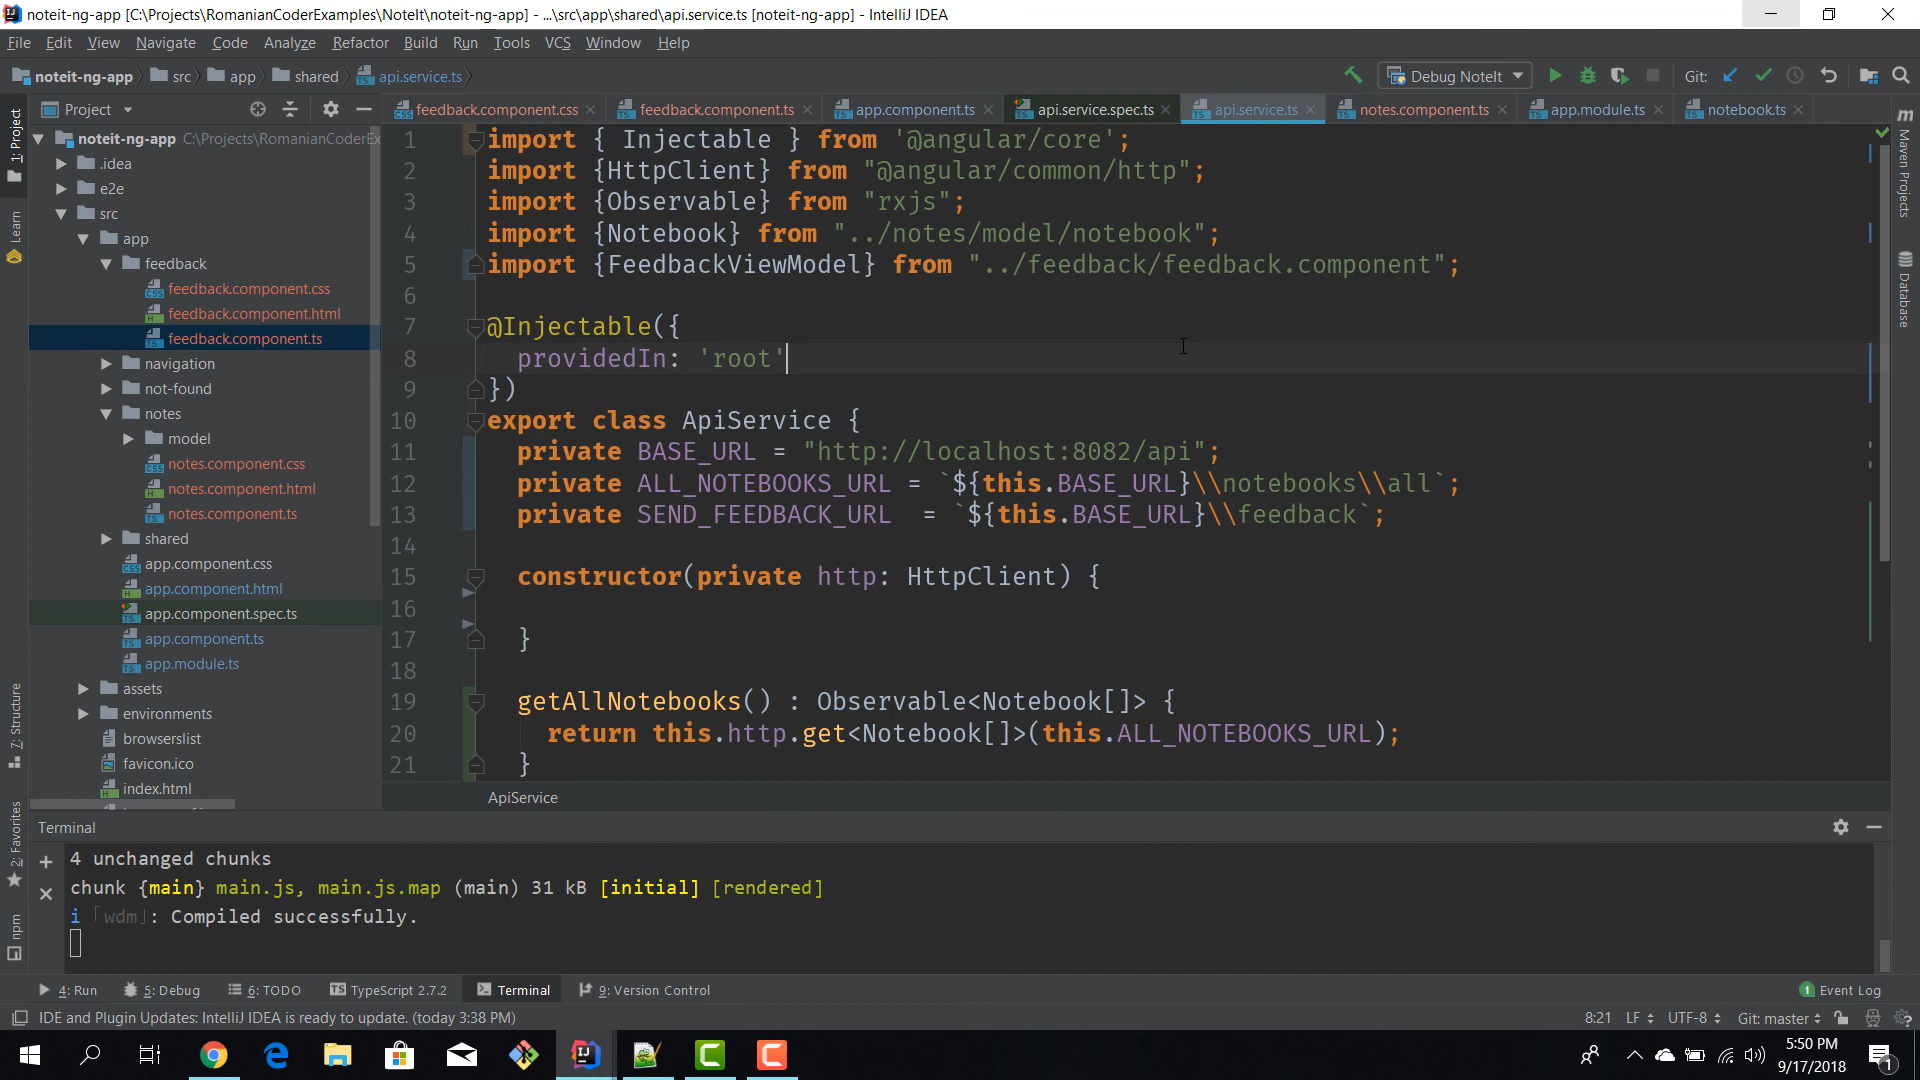 noteit-ng-app [C:\Projects\RomanianCoderExamples\NoteIt\noteit-ng-app] - ...\src\app\shared\api.service.ts [noteit-ng-app] - IntelliJ IDEA
File Edit View Navigate Code Analyze Refactor Build Run Tools VCS Window Help
noteit-ng-app src app shared api.service.ts Debug NoteIt Git:
Project
feedback.component.css feedback.component.ts app.component.ts api.service.spec.ts api.service.ts notes.component.ts app.module.ts notebook.ts
1: Project
Learn
7: Structure
2: Favorites
npm
noteit-ng-app C:\Projects\RomanianCoderEx
.idea
e2e
src
app
feedback
feedback.component.css
feedback.component.html
feedback.component.ts
navigation
not-found
notes
model
notes.component.css
notes.component.html
notes.component.ts
shared
app.component.css
app.component.html
app.component.spec.ts
app.component.ts
app.module.ts
assets
environments
browserslist
favicon.ico
index.html
1 import { Injectable } from '@angular/core';
2 import {HttpClient} from "@angular/common/http";
3 import {Observable} from "rxjs";
4 import {Notebook} from "../notes/model/notebook";
5 import {FeedbackViewModel} from "../feedback/feedback.component";
6
7 @Injectable({
8 providedIn: 'root'
9 })
10 export class ApiService {
11 private BASE_URL = "http://localhost:8082/api";
12 private ALL_NOTEBOOKS_URL = `${this.BASE_URL}\\notebooks\\all`;
13 private SEND_FEEDBACK_URL  = `${this.BASE_URL}\\feedback`;
14
15 constructor(private http: HttpClient) {
16
17 }
18
19 getAllNotebooks() : Observable<Notebook[]> {
20 return this.http.get<Notebook[]>(this.ALL_NOTEBOOKS_URL);
21 }
ApiService
m Maven Projects
Database
Terminal
4 unchanged chunks
chunk {main} main.js, main.js.map (main) 31 kB [initial] [rendered]
i ｢wdm｣: Compiled successfully.
4: Run 5: Debug 6: TODO TypeScript 2.7.2 Terminal 9: Version Control 1 Event Log
IDE and Plugin Updates: IntelliJ IDEA is ready to update. (today 3:38 PM) 8:21 LF UTF-8 Git: master
5:50 PM
9/17/2018
1